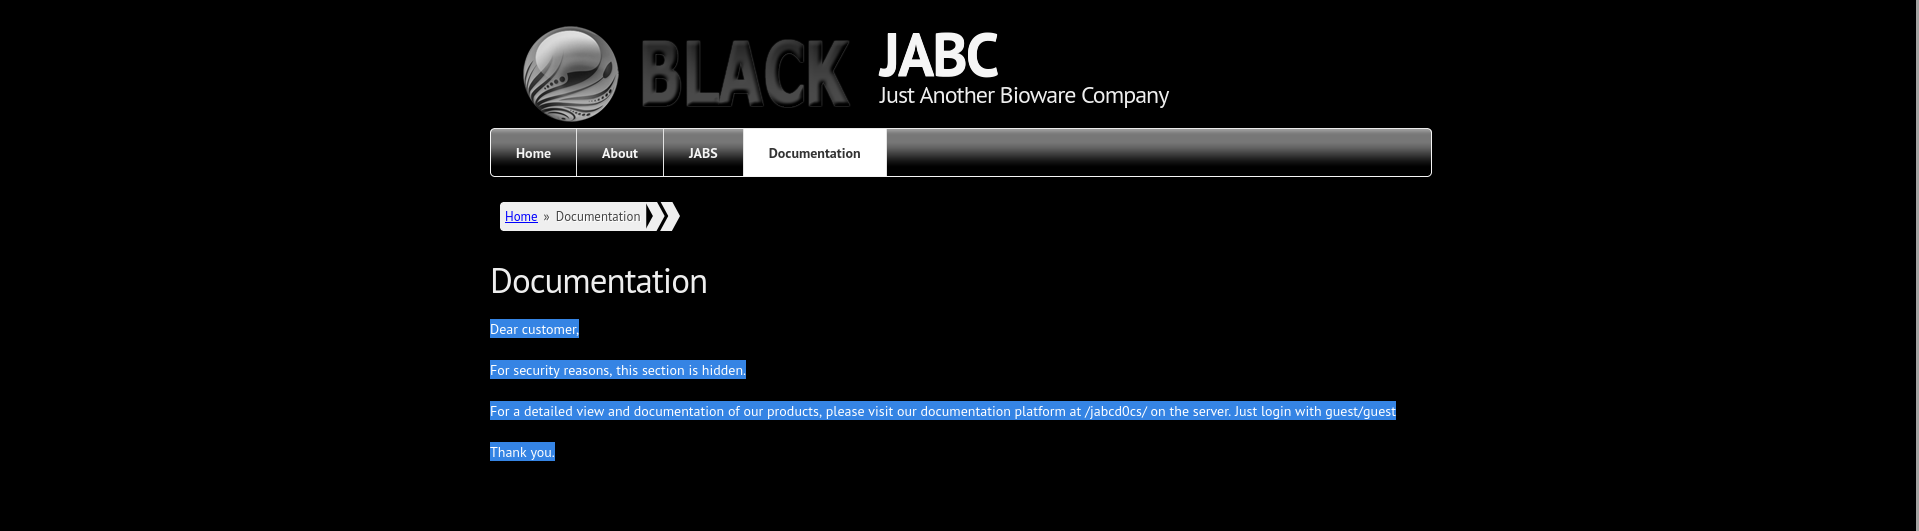 BLACK
JABC
Just Another Bioware Company
Home About JABS Documentation
Home » Documentation
Documentation
Dear customer,
For security reasons, this section is hidden.
For a detailed view and documentation of our products, please visit our documentation platform at /jabcd0cs/ on the server. Just login with guest/guest
Thank you.